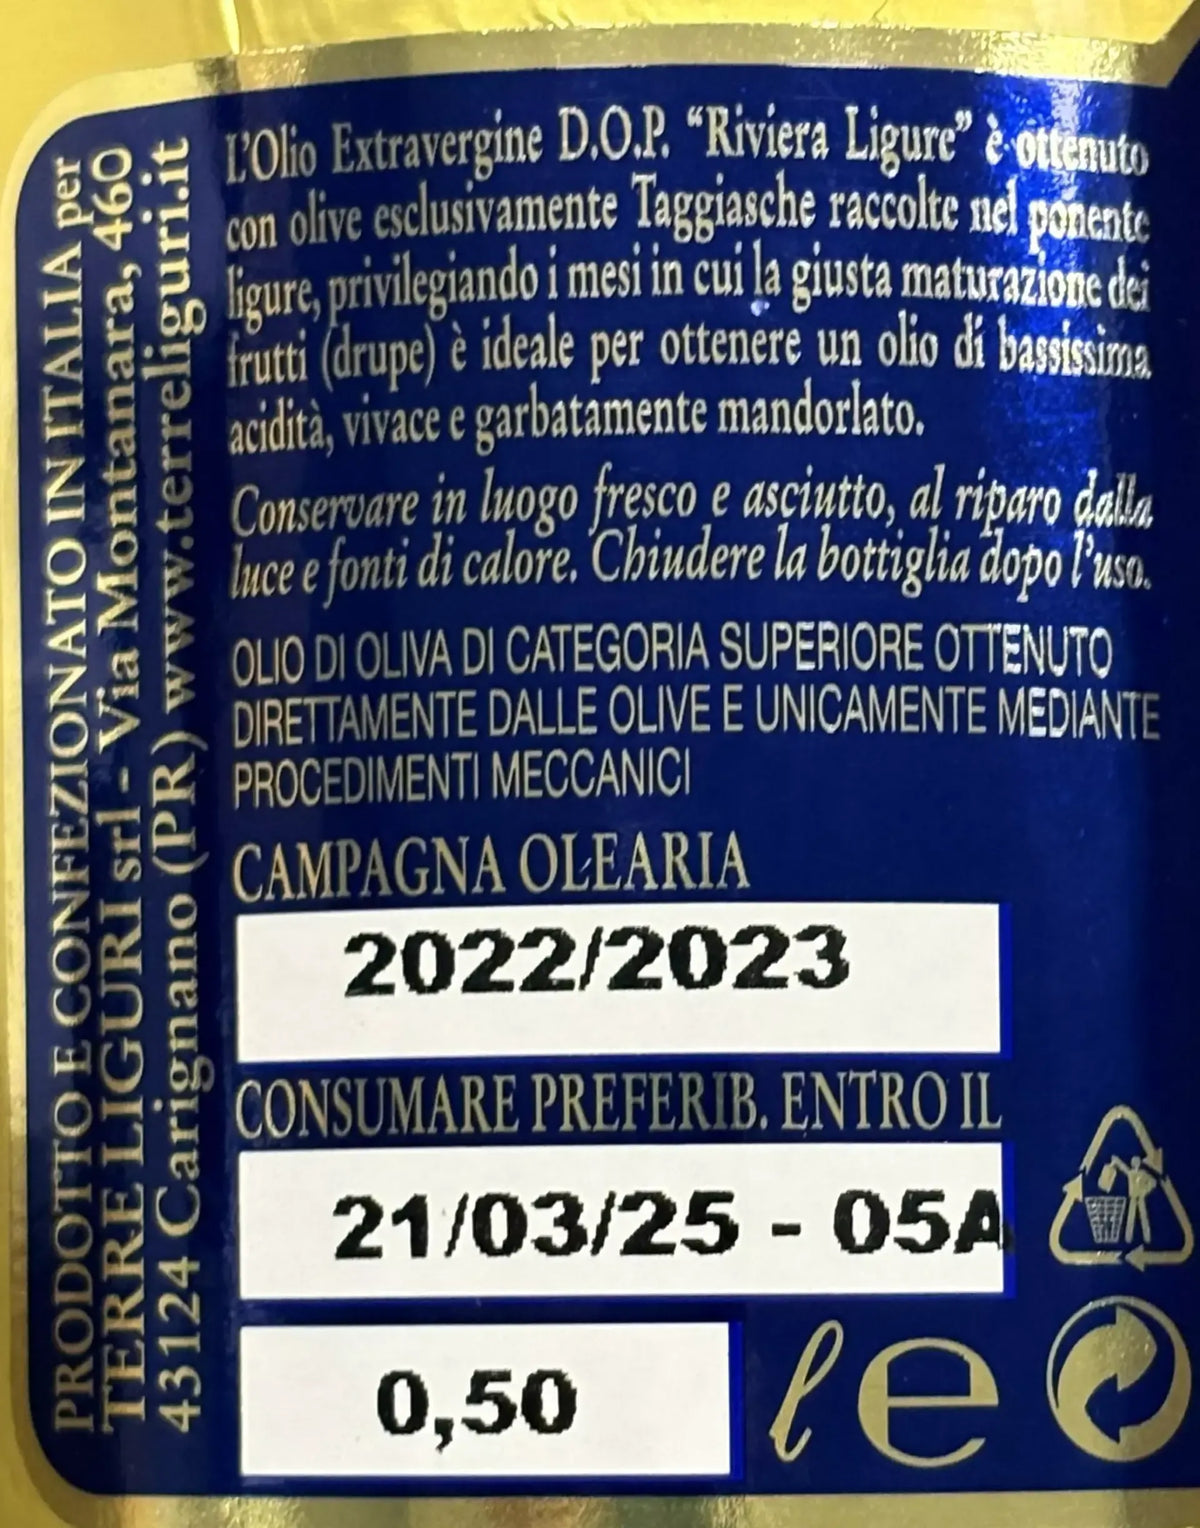 PRODOTTO E CONFEZIONATO IN ITALIA per
TERRE LIGURI srl - Via Montanara, 460
43124 Carignano (PR) www.terreliguri.it
L'Olio Extravergine D.O.P. “Riviera Ligure” è ottenuto
con olive esclusivamente Taggiasche raccolte nel ponente
ligure, privilegiando i mesi in cui la giusta maturazione dei
frutti (drupe) è ideale per ottenere un olio di bassissima
acidità, vivace e garbatamente mandorlato.
Conservare in luogo fresco e asciutto, al riparo dalla
luce e fonti di calore. Chiudere la bottiglia dopo l'uso.
OLIO DI OLIVA DI CATEGORIA SUPERIORE OTTENUTO
DIRETTAMENTE DALLE OLIVE E UNICAMENTE MEDIANTE
PROCEDIMENTI MECCANICI
CAMPAGNA OLEARIA
2022/2023
CONSUMARE PREFERIB. ENTRO IL
21/03/25 - 05A
0,50 ℓ e